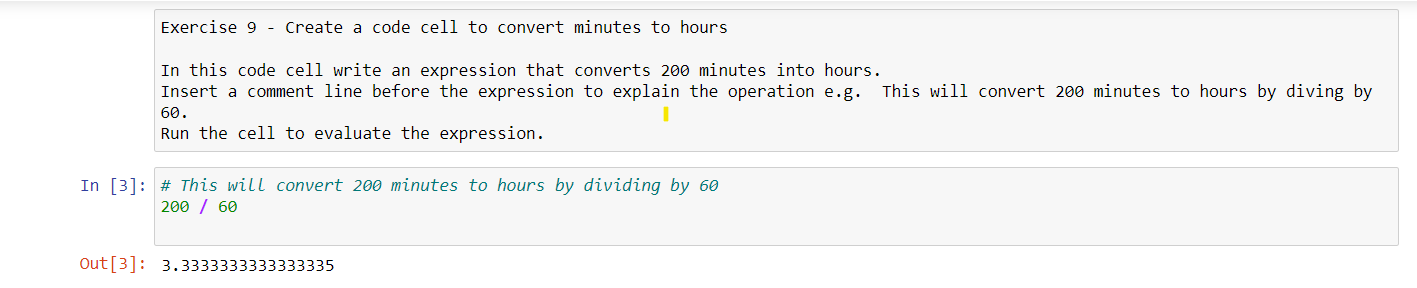 Exercise 9 - Create a code cell to convert minutes to hours
In this code cell write an expression that converts 200 minutes into hours.
Insert a comment line before the expression to explain the operation e.g.  This will convert 200 minutes to hours by diving by
60.
Run the cell to evaluate the expression.
In [3]: # This will convert 200 minutes to hours by dividing by 60
200 / 60
Out[3]: 3.3333333333333335